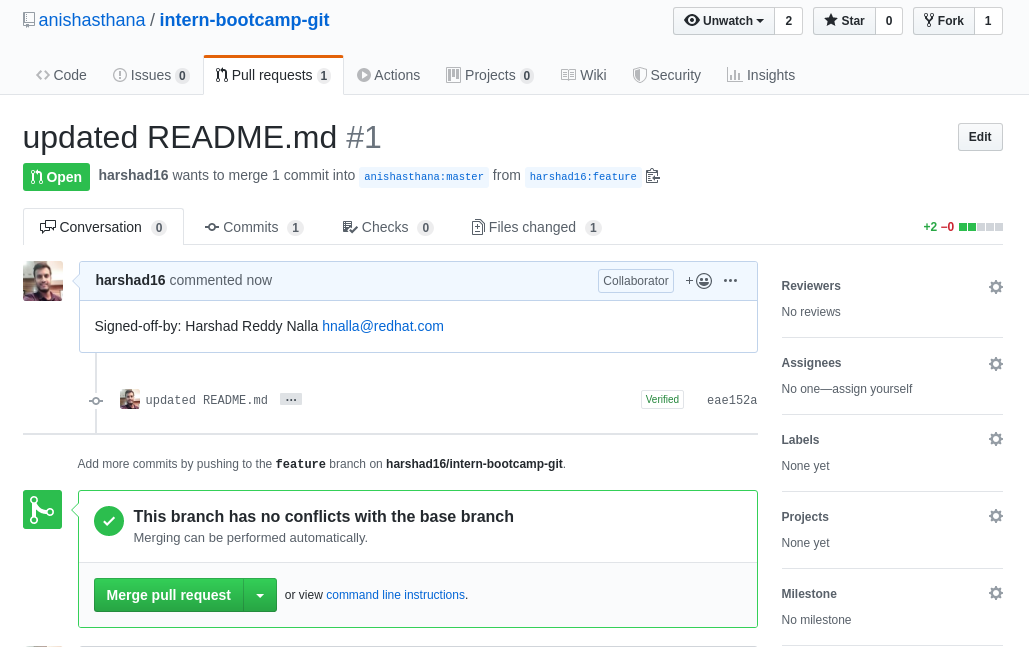 anishasthana / intern-bootcamp-git
Unwatch 2 Star 0 Fork 1
Code Issues 0 Pull requests 1 Actions Projects 0 Wiki Security Insights
updated README.md #1
Edit
Open harshad16 wants to merge 1 commit into anishasthana:master from harshad16:feature
Conversation 0 Commits 1 Checks 0 Files changed 1 +2 −0
harshad16 commented now Collaborator +
Signed-off-by: Harshad Reddy Nalla hnalla@redhat.com
updated README.md … Verified eae152a
Add more commits by pushing to the feature branch on harshad16/intern-bootcamp-git.
This branch has no conflicts with the base branch
Merging can be performed automatically.
Merge pull request or view command line instructions.
Reviewers
No reviews
Assignees
No one—assign yourself
Labels
None yet
Projects
None yet
Milestone
No milestone